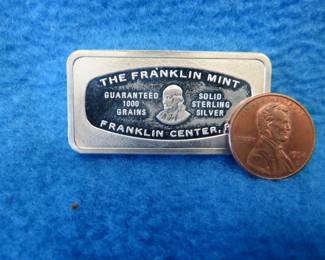 THE FRANKLIN MINT
GUARANTEED SOLID
1000 STERLING
GRAINS SILVER
FRANKLIN CENTER,